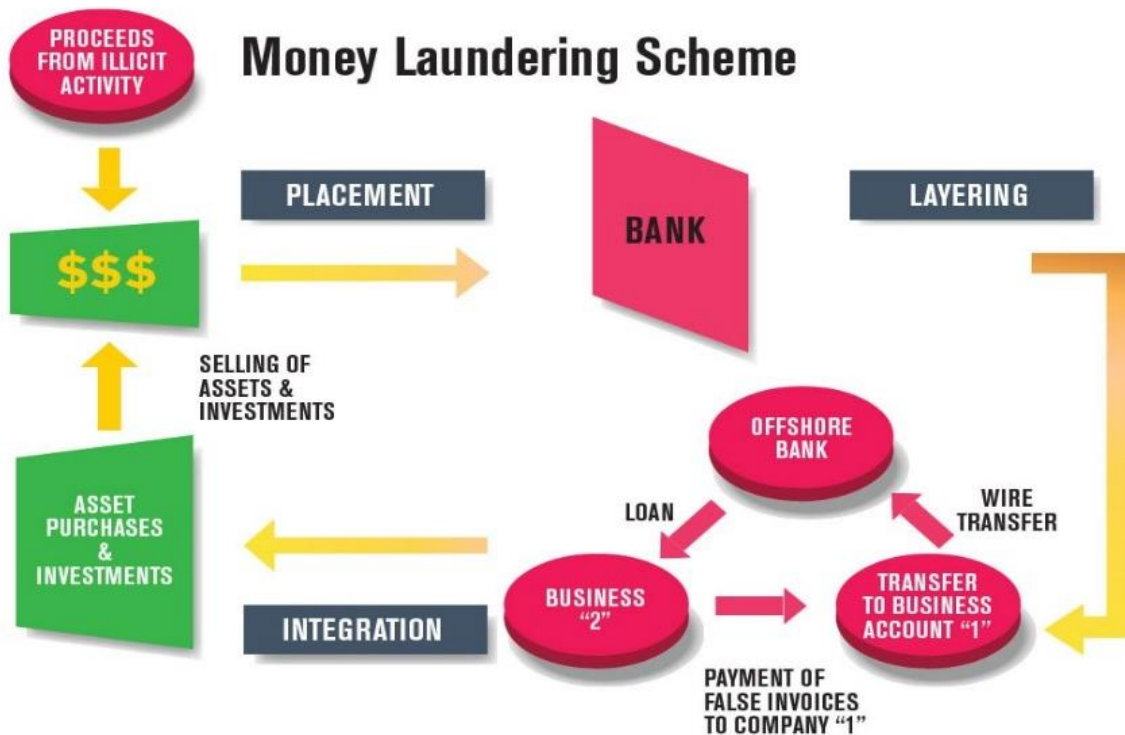 PROCEEDS
FROM ILLICIT
ACTIVITY
Money Laundering Scheme
PLACEMENT
BANK
LAYERING
$$$
SELLING OF
ASSETS &
INVESTMENTS
OFFSHORE
BANK
LOAN
WIRE
TRANSFER
ASSET
PURCHASES
&
INVESTMENTS
BUSINESS
“2”
TRANSFER
TO BUSINESS
ACCOUNT “1”
INTEGRATION
PAYMENT OF
FALSE INVOICES
TO COMPANY “1”